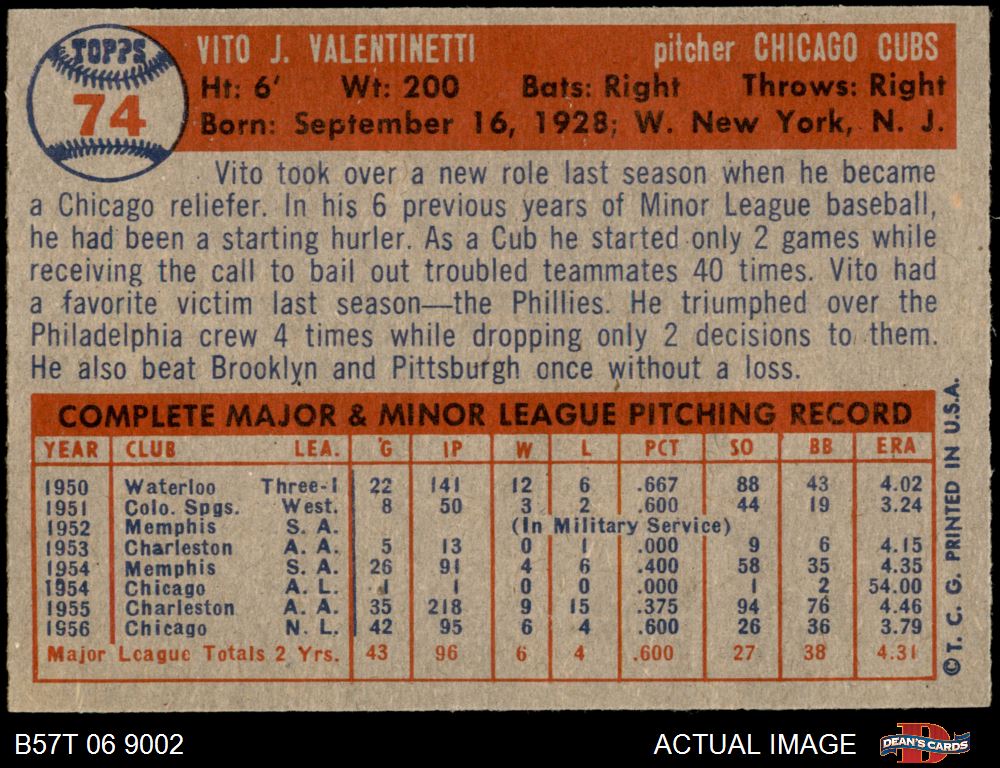 TOPPS
74
VITO J. VALENTINETTI pitcher CHICAGO CUBS
Ht: 6' Wt: 200 Bats: Right Throws: Right
Born: September 16, 1928; W. New York, N. J.
Vito took over a new role last season when he became
a Chicago reliefer. In his 6 previous years of Minor League baseball,
he had been a starting hurler. As a Cub he started only 2 games while
receiving the call to bail out troubled teammates 40 times. Vito had
a favorite victim last season—the Phillies. He triumphed over the
Philadelphia crew 4 times while dropping only 2 decisions to them.
He also beat Brooklyn and Pittsburgh once without a loss.
COMPLETE MAJOR & MINOR LEAGUE PITCHING RECORD
YEAR CLUB LEA. G IP W L PCT SO BB ERA
1950 Waterloo Three-I 22 141 12 6 .667 88 43 4.02
1951 Colo. Spgs. West. 8 50 3 2 .600 44 19 3.24
1952 Memphis S. A. (In Military Service)
1953 Charleston A. A. 5 13 0 1 .000 9 6 4.15
1954 Memphis S. A. 26 91 4 6 .400 58 35 4.35
1954 Chicago A. L. 1 1 0 0 .000 1 2 54.00
1955 Charleston A. A. 35 218 9 15 .375 94 76 4.46
1956 Chicago N. L. 42 95 6 4 .600 26 36 3.79
Major League Totals 2 Yrs. 43 96 6 4 .600 27 38 4.31
© T. C. G. PRINTED IN U.S.A.
B57T 06 9002 ACTUAL IMAGE DEAN'S CARDS